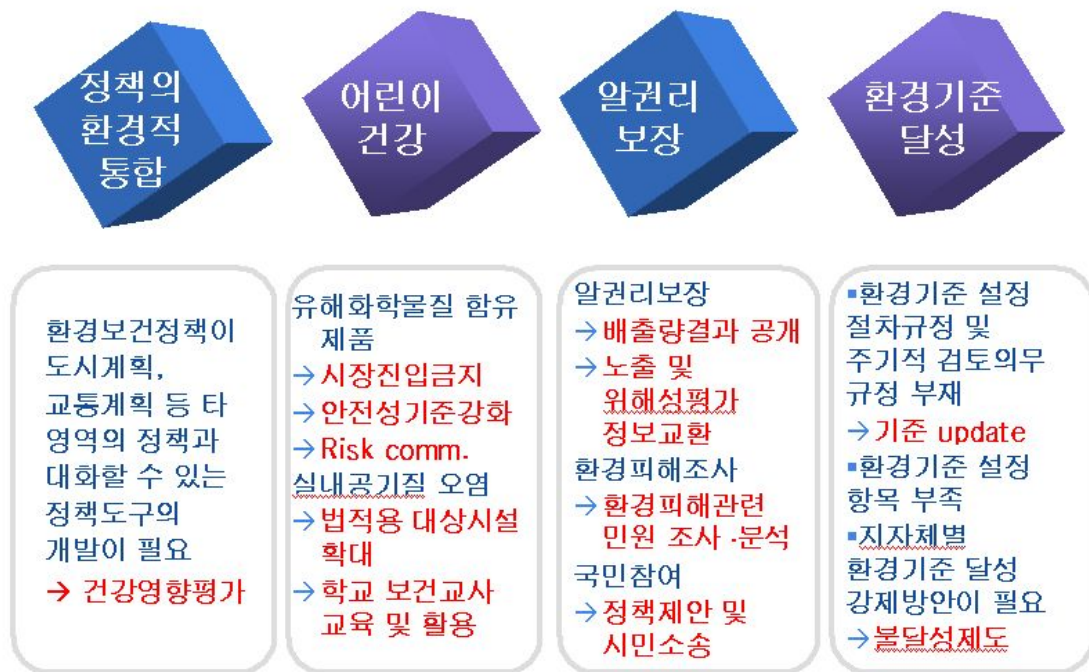 정책의
환경적
통합
어린이
건강
알권리
보장
환경기준
달성
환경보건정책이
도시계획,
교통계획 등 타
영역의 정책과
대화할 수 있는
정책도구의
개발이 필요
→ 건강영향평가
유해화학물질 함유
제품
→시장진입금지
→안전성기준강화
→Risk comm.
실내공기질 오염
→법적용 대상시설
확대
→학교 보건교사
교육 및 활용
알권리보장
→배출량결과 공개
→노출 및
위해성평가
정보교환
환경피해조사
→환경피해관련
민원 조사 ·분석
국민참여
→정책제안 및
시민소송
▪환경기준 설정
절차규정 및
주기적 검토의무
규정 부재
→기준 update
▪환경기준 설정
항목 부족
▪지자체별
환경기준 달성
강제방안이 필요
→불달성제도